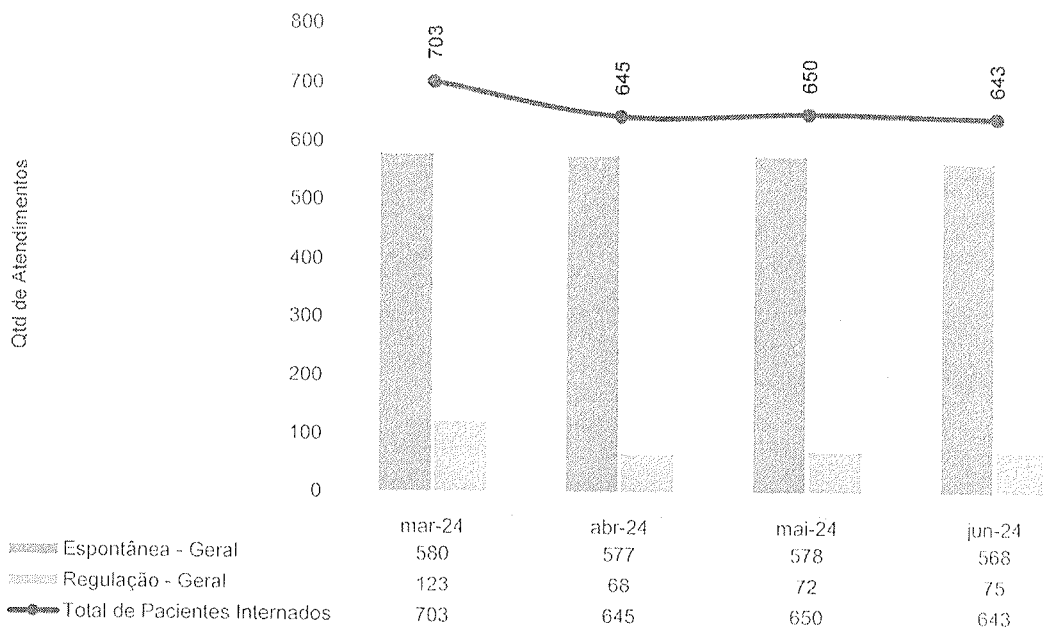 800
700
600
500
400
300
200
100
0
Qtd de Atendimentos
703
645
650
643
mar-24 abr-24 mai-24 jun-24
Espontânea - Geral 580 577 578 568
Regulação - Geral 123 68 72 75
Total de Pacientes Internados 703 645 650 643